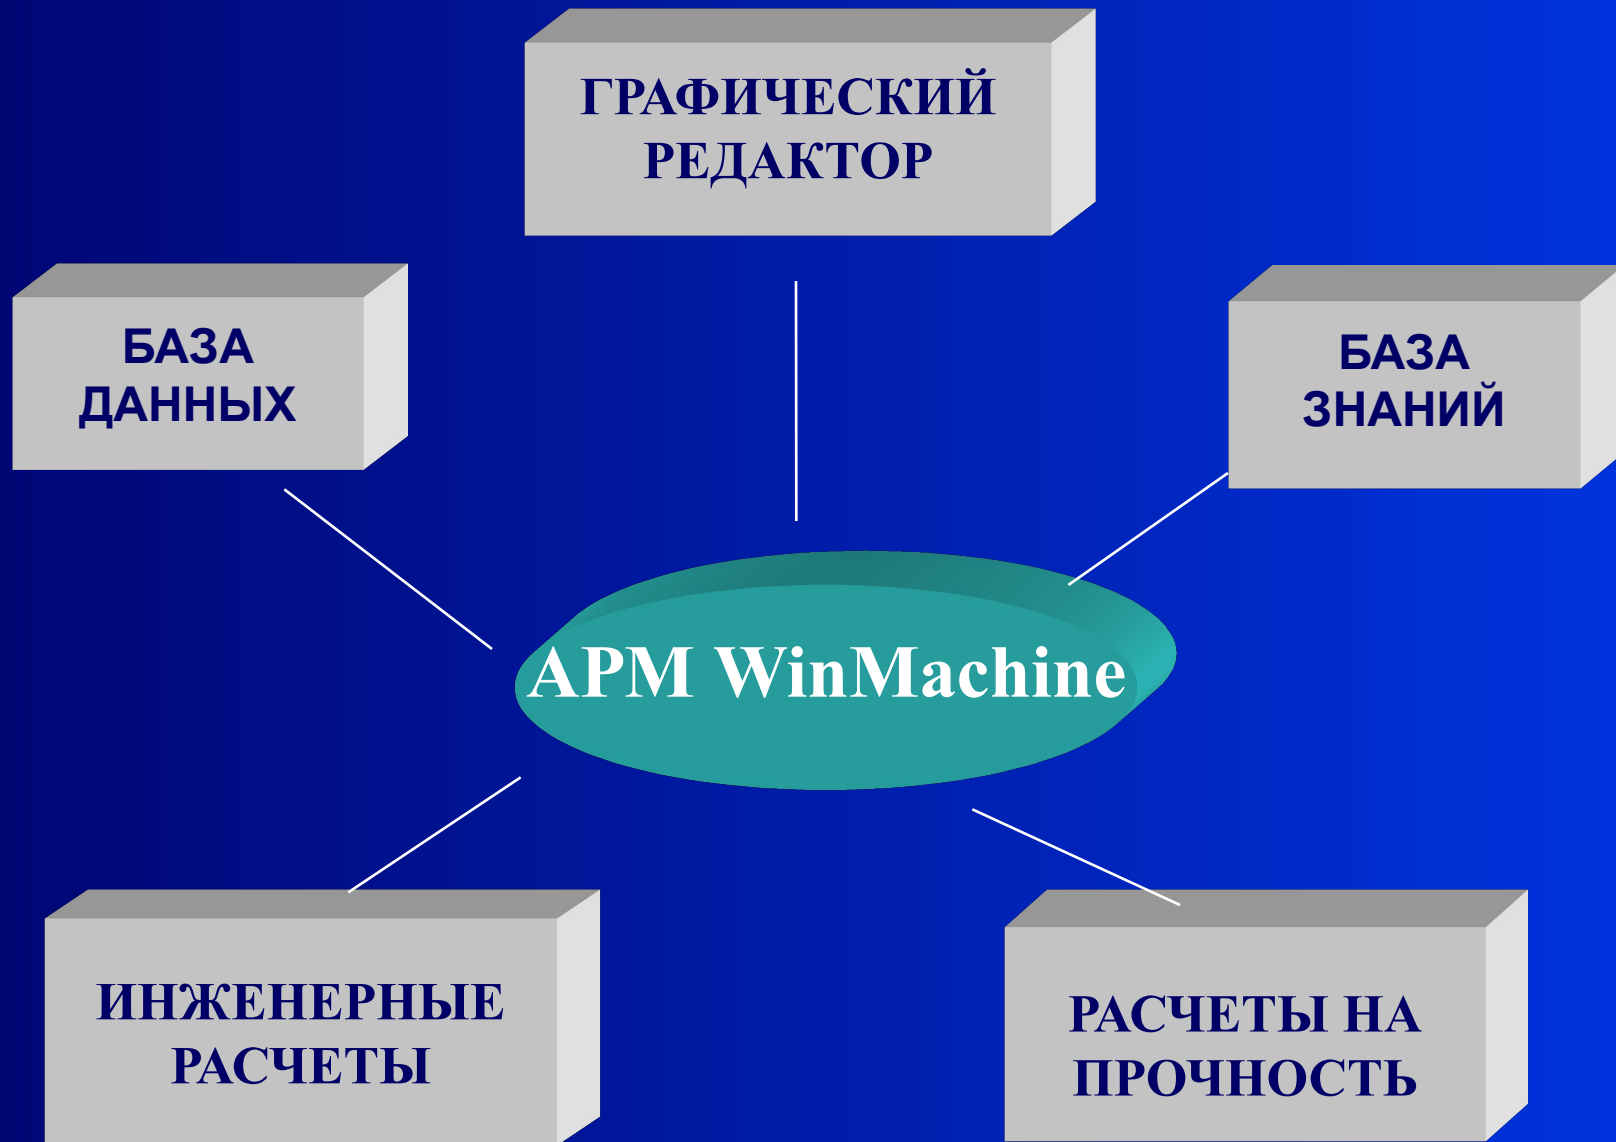 ГРАФИЧЕСКИЙ
РЕДАКТОР
БАЗА
ДАННЫХ
БАЗА
ЗНАНИЙ
APM WinMachine
ИНЖЕНЕРНЫЕ
РАСЧЕТЫ
РАСЧЕТЫ НА
ПРОЧНОСТЬ